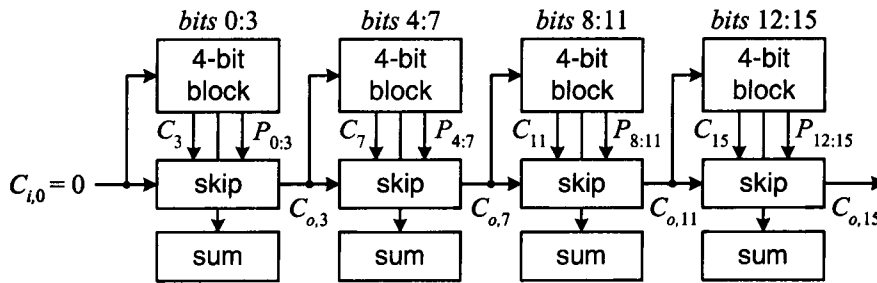 bits 0:3 bits 4:7 bits 8:11 bits 12:15
4-bit block 4-bit block 4-bit block 4-bit block
C3 P0:3 C7 P4:7 C11 P8:11 C15 P12:15
Ci,0 = 0 skip skip skip skip
Co,3 Co,7 Co,11 Co,15
sum sum sum sum